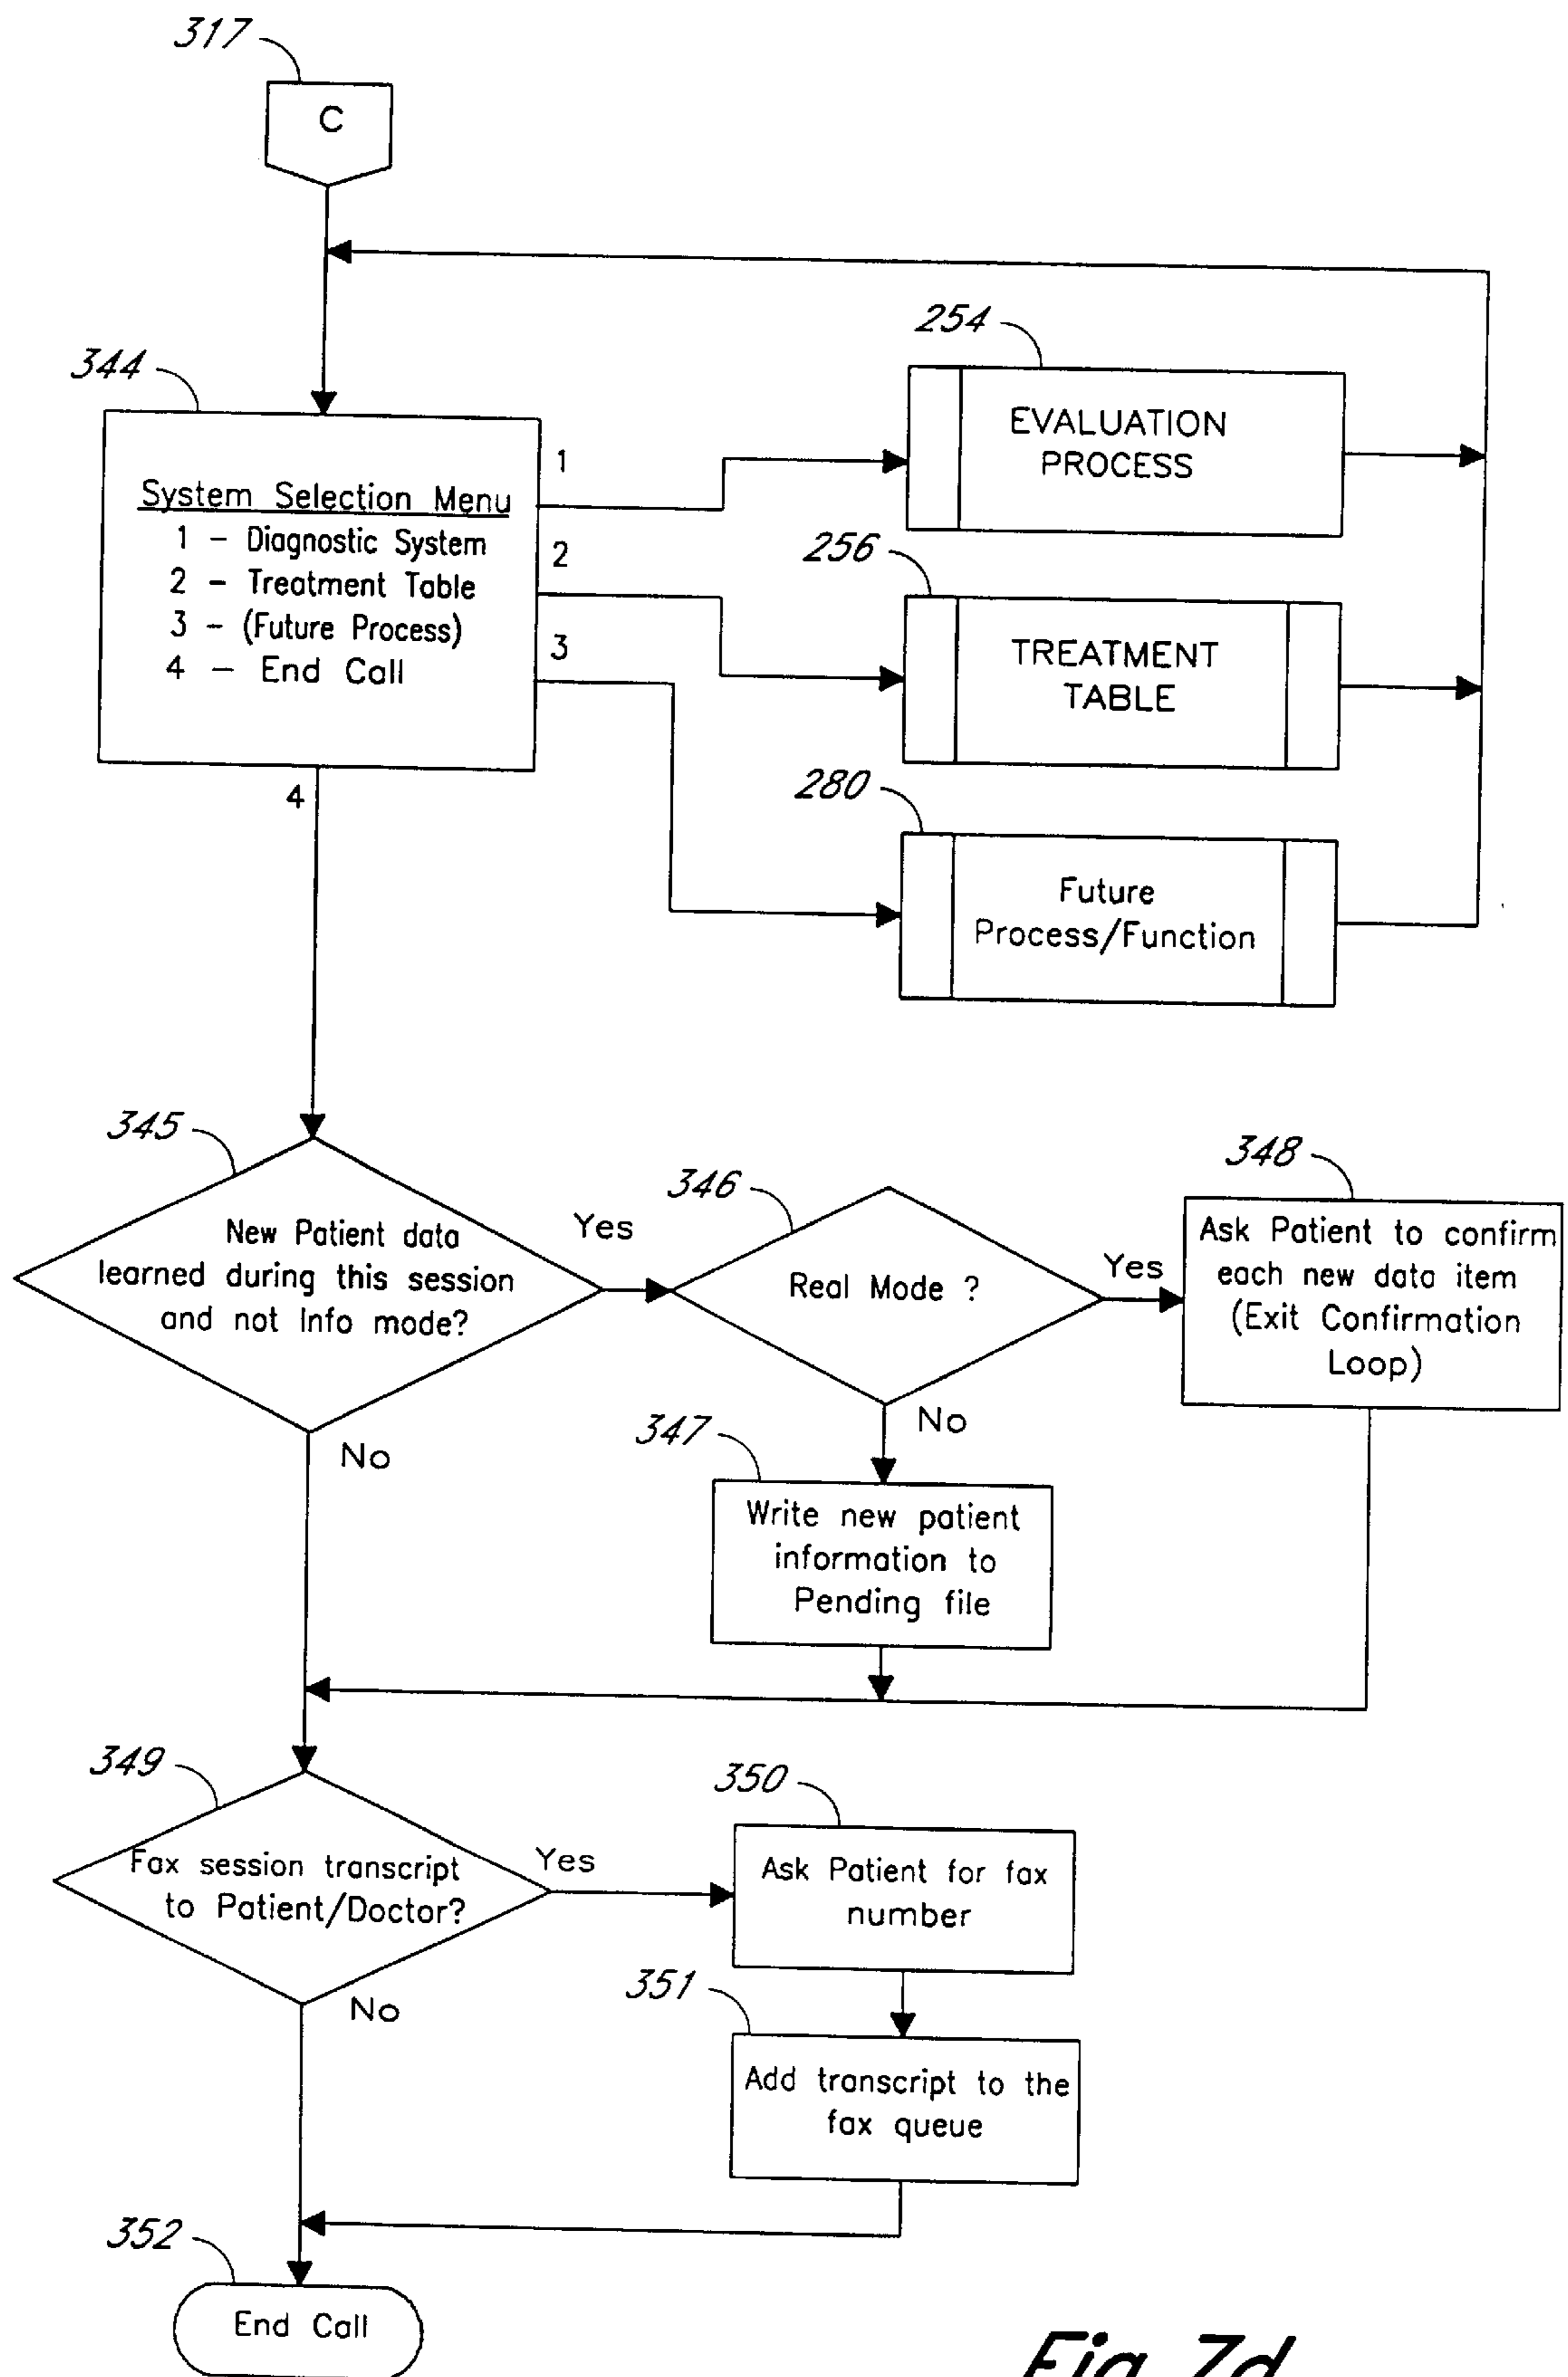 317
C
344
System Selection Menu
1 - Diagnostic System
2 - Treatment Table
3 - (Future Process)
4 - End Call
1
2
3
4
254
EVALUATION
PROCESS
256
TREATMENT
TABLE
280
Future
Process/Function
345
New Patient data
learned during this session
and not Info mode?
Yes
No
346
Real Mode ?
Yes
No
348
Ask Patient to confirm
each new data item
(Exit Confirmation
Loop)
347
Write new patient
information to
Pending file
349
Fax session transcript
to Patient/Doctor?
Yes
No
350
Ask Patient for fax
number
351
Add transcript to the
fax queue
352
End Call
Fig. 7d